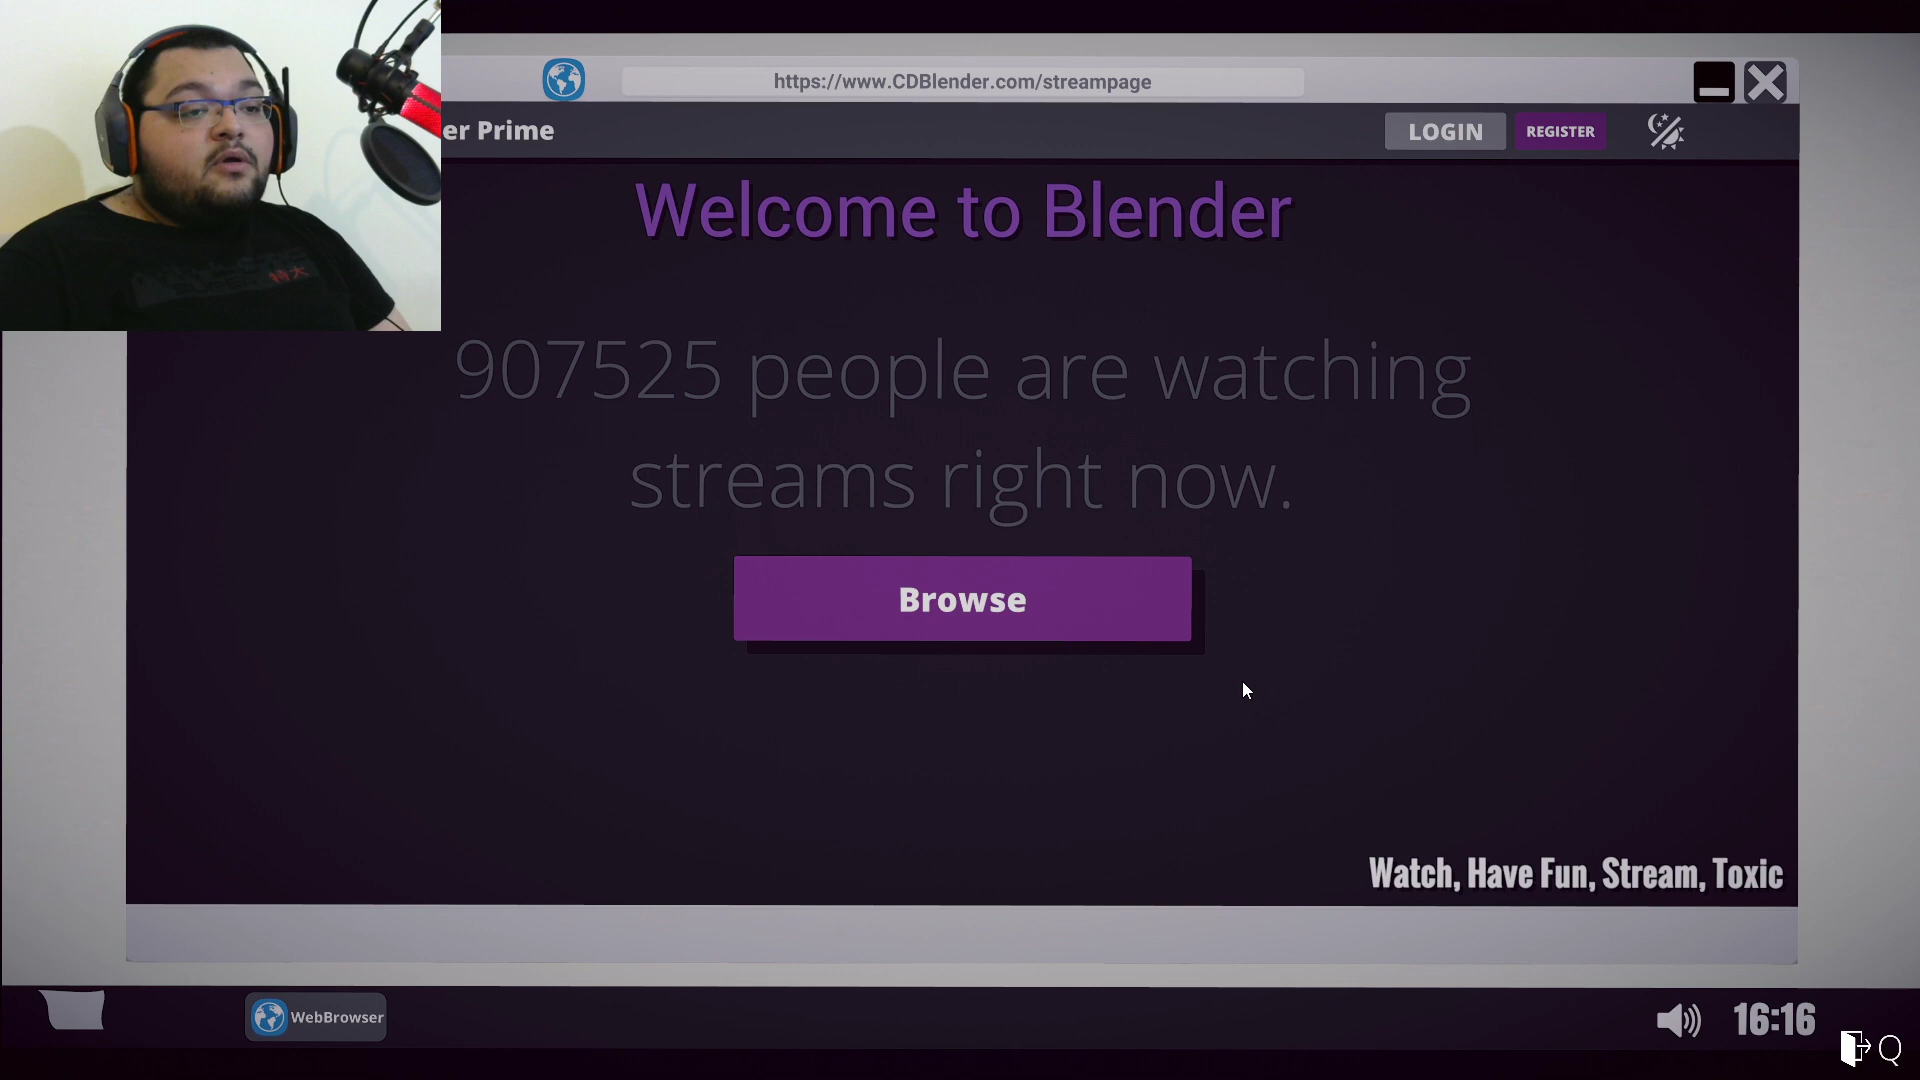 https://www.CDBlender.com/streampage
er Prime
LOGIN
REGISTER
Welcome to Blender
907525 people are watching
streams right now.
Browse
Watch, Have Fun, Stream, Toxic
WebBrowser
16:16
Q